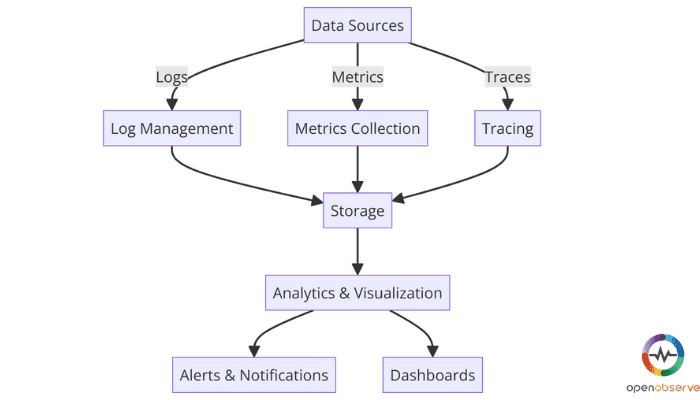 Data Sources
Logs
Metrics
Traces
Log Management
Metrics Collection
Tracing
Storage
Analytics & Visualization
Alerts & Notifications
Dashboards
openobserve